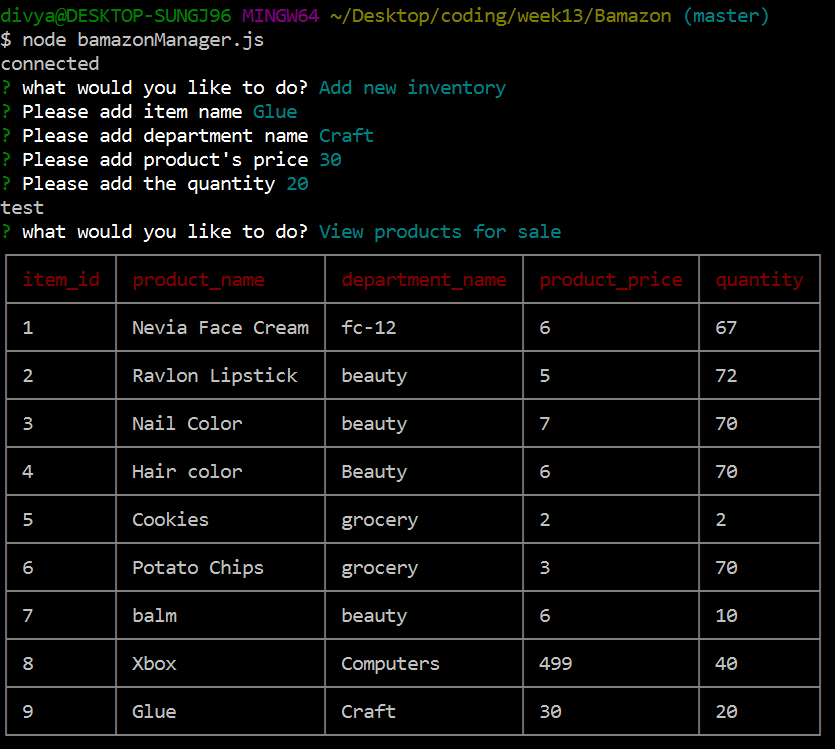 divya@DESKTOP-SUNGJ96 MINGW64 ~/Desktop/coding/week13/Bamazon (master)
$ node bamazonManager.js
connected
? what would you like to do? Add new inventory
? Please add item name Glue
? Please add department name Craft
? Please add product's price 30
? Please add the quantity 20
test
? what would you like to do? View products for sale
item_id product_name department_name product_price quantity
1 Nevia Face Cream fc-12 6 67
2 Ravlon Lipstick beauty 5 72
3 Nail Color beauty 7 70
4 Hair color Beauty 6 70
5 Cookies grocery 2 2
6 Potato Chips grocery 3 70
7 balm beauty 6 10
8 Xbox Computers 499 40
9 Glue Craft 30 20